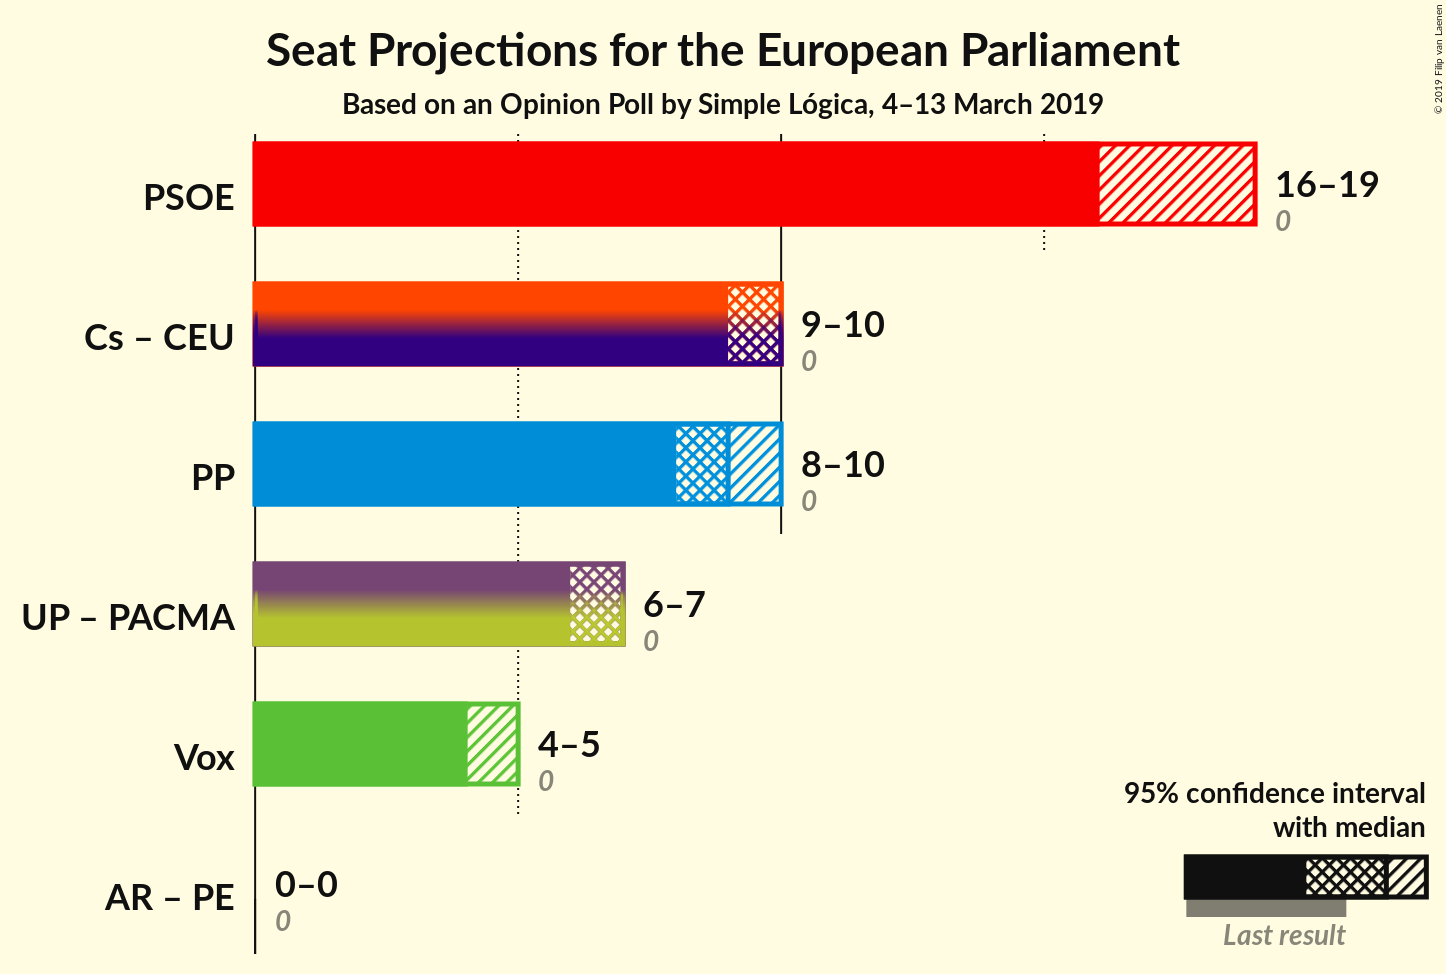 Seat Projections for the European Parliament
Based on an Opinion Poll by Simple Lógica, 4–13 March 2019
© 2019 Filip van Laenen
PSOE
16–19
0
Cs – CEU
9–10
0
PP
8–10
0
UP – PACMA
6–7
0
Vox
4–5
0
AR – PE
0–0
0
95% confidence interval
with median
Last result